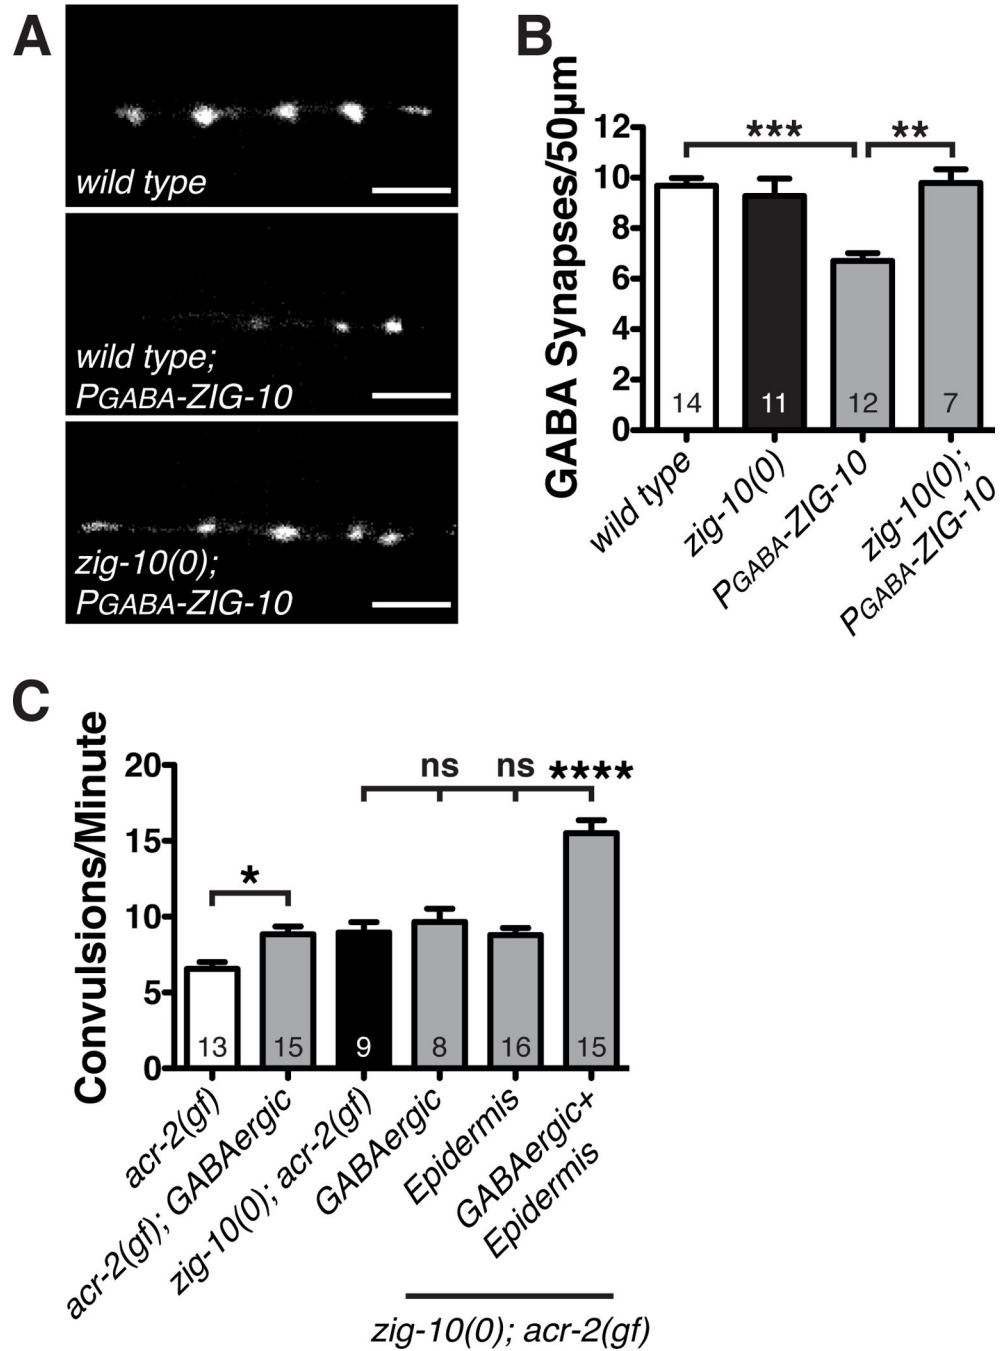 A
wild type
wild type;
PGABA-ZIG-10
zig-10(0);
PGABA-ZIG-10
B
GABA Synapses/50µm
12
10
8
6
4
2
0
*** **
14 11 12 7
wild type
zig-10(0)
PGABA-ZIG-10
zig-10(0);
PGABA-ZIG-10
C
Convulsions/Minute
20
15
10
5
0
*
ns ns ****
13 15 9 8 16 15
acr-2(gf)
acr-2(gf); GABAergic
zig-10(0); acr-2(gf)
GABAergic
Epidermis
GABAergic+
Epidermis
zig-10(0); acr-2(gf)